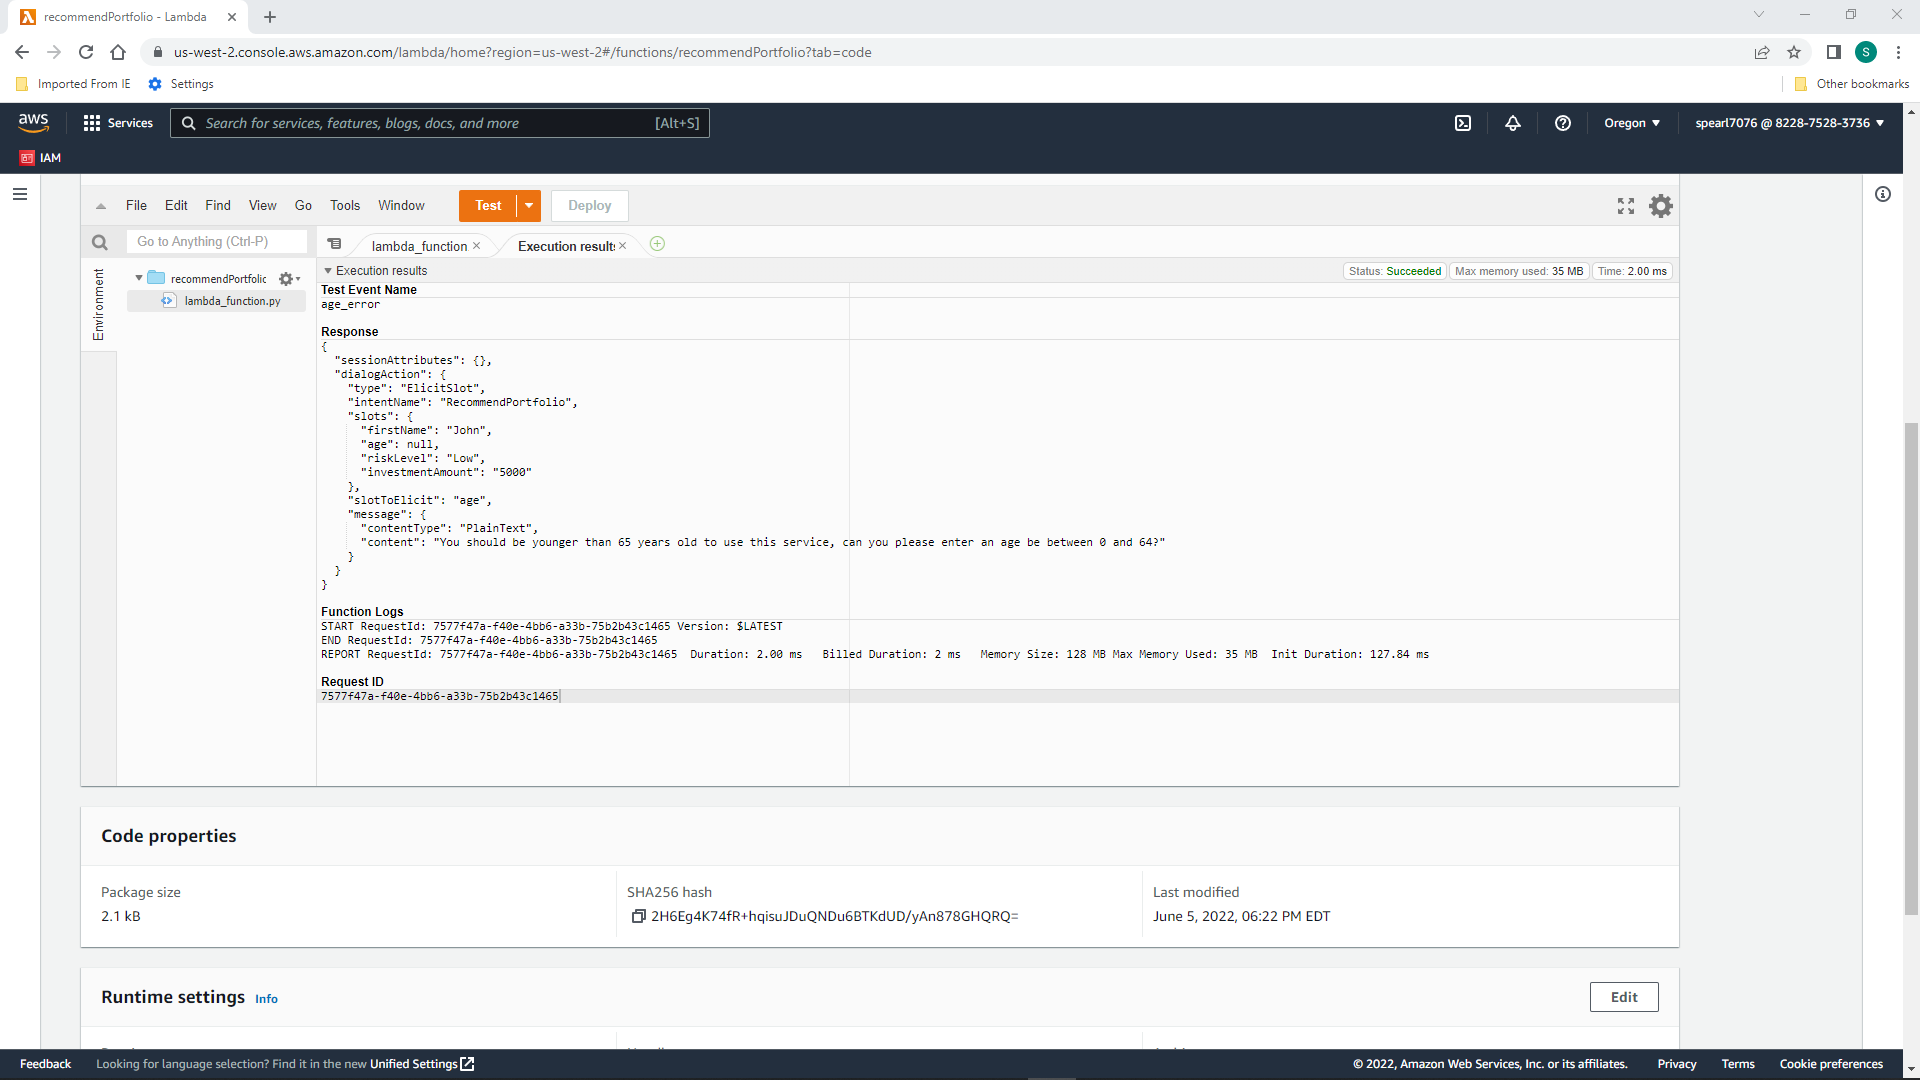 recommendPortfolio - Lambda
us-west-2.console.aws.amazon.com/lambda/home?region=us-west-2#/functions/recommendPortfolio?tab=code
S
Imported From IE
Settings
Other bookmarks
aws
Services
Search for services, features, blogs, docs, and more
[Alt+S]
Oregon
spearl7076 @ 8228-7528-3736
IAM
File Edit Find View Go Tools Window
Test
Deploy
Go to Anything (Ctrl-P)
lambda_function
Execution results
Environment
recommendPortfolio
lambda_function.py
Execution results
Status: Succeeded
Max memory used: 35 MB
Time: 2.00 ms
Test Event Name
age_error
Response
{
"sessionAttributes": {},
"dialogAction": {
"type": "ElicitSlot",
"intentName": "RecommendPortfolio",
"slots": {
"firstName": "John",
"age": null,
"riskLevel": "Low",
"investmentAmount": "5000"
},
"slotToElicit": "age",
"message": {
"contentType": "PlainText",
"content": "You should be younger than 65 years old to use this service, can you please enter an age be between 0 and 64?"
}
}
}
Function Logs
START RequestId: 7577f47a-f40e-4bb6-a33b-75b2b43c1465 Version: $LATEST
END RequestId: 7577f47a-f40e-4bb6-a33b-75b2b43c1465
REPORT RequestId: 7577f47a-f40e-4bb6-a33b-75b2b43c1465 Duration: 2.00 ms Billed Duration: 2 ms Memory Size: 128 MB Max Memory Used: 35 MB Init Duration: 127.84 ms
Request ID
7577f47a-f40e-4bb6-a33b-75b2b43c1465
Code properties
Package size
2.1 kB
SHA256 hash
2H6Eg4K74fR+hqisuJDuQNDu6BTKdUD/yAn878GHQRQ=
Last modified
June 5, 2022, 06:22 PM EDT
Runtime settings Info
Edit
Feedback
Looking for language selection? Find it in the new Unified Settings
© 2022, Amazon Web Services, Inc. or its affiliates.
Privacy
Terms
Cookie preferences